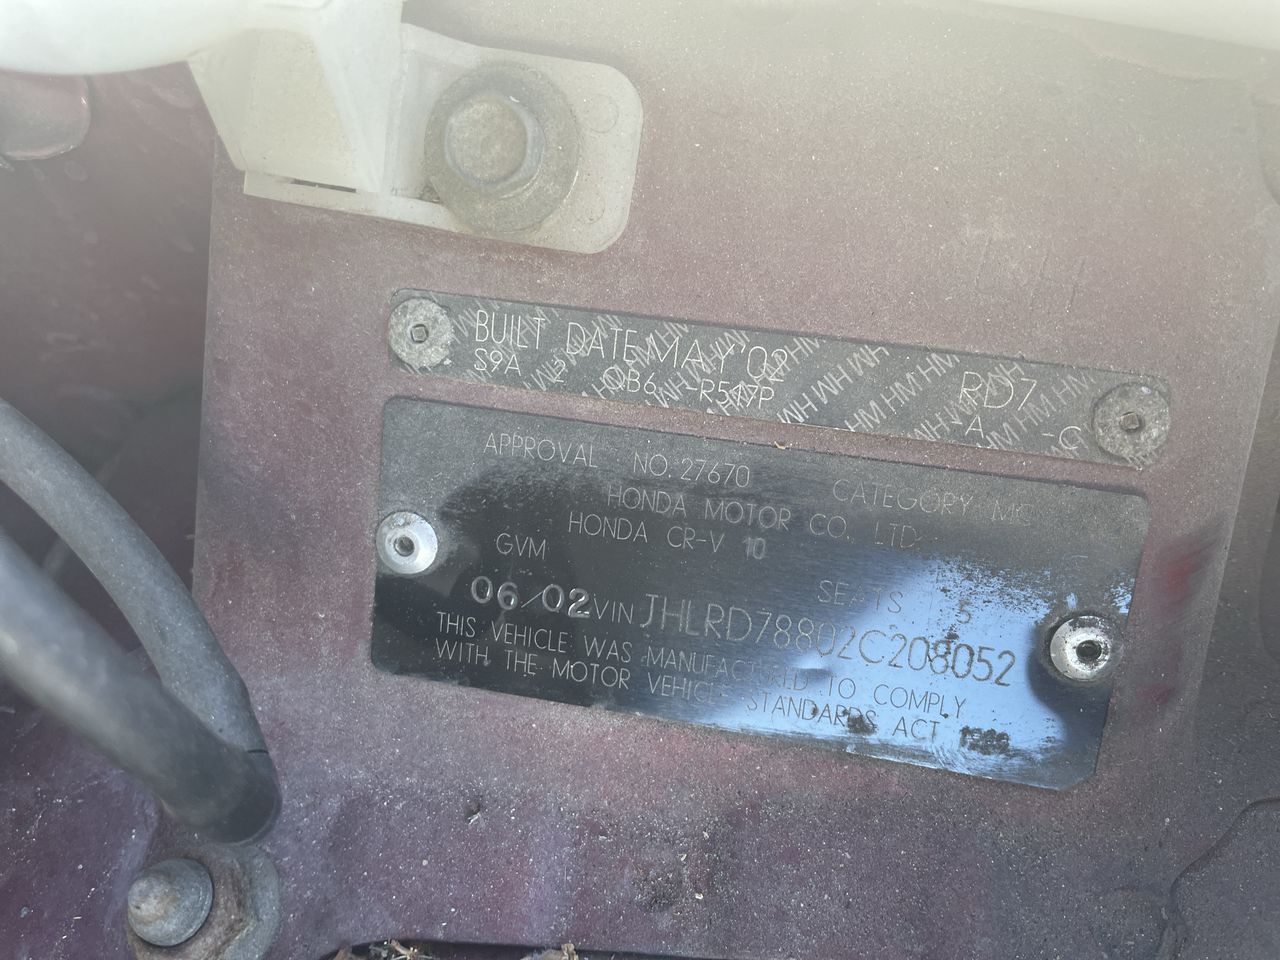 BUILT DATE MAY '02 RD7
S9A 2 QB6 -R517P -A -C
APPROVAL NO. 27670 CATEGORY MC
HONDA MOTOR CO. LTD
HONDA CR-V 10
GVM SEATS 5
06/02 VIN JHLRD78802C208052
THIS VEHICLE WAS MANUFACTURED TO COMPLY
WITH THE MOTOR VEHICLE STANDARDS ACT